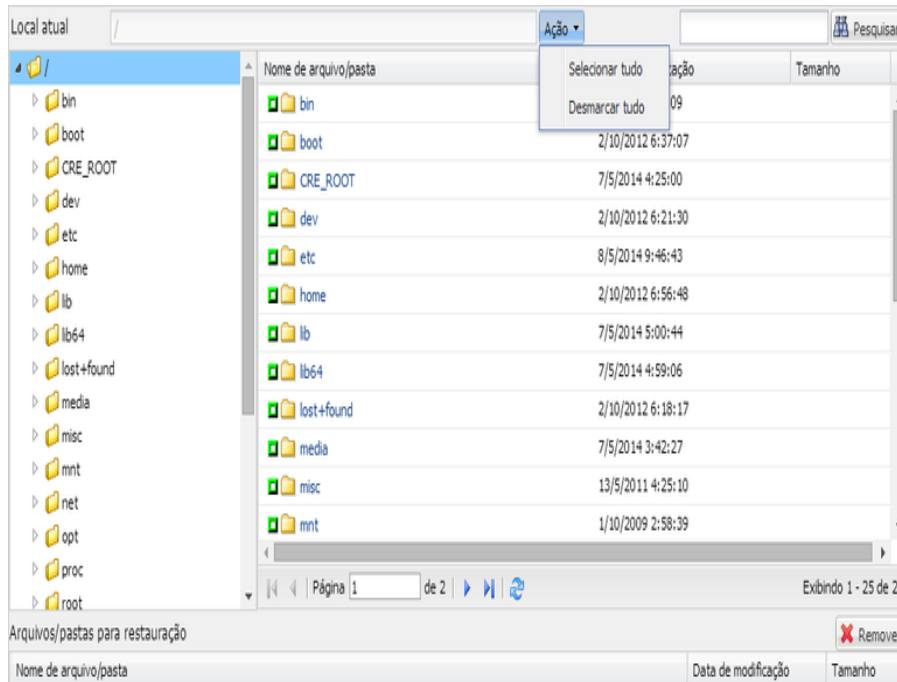 Local atual / Ação Pesquisar
/
bin
boot
CRE_ROOT
dev
etc
home
lib
lib64
lost+found
media
misc
mnt
net
opt
proc
root
Nome de arquivo/pasta Tamanho
Selecionar tudo
Desmarcar tudo
bin
boot 2/10/2012 6:37:07
CRE_ROOT 7/5/2014 4:25:00
dev 2/10/2012 6:21:30
etc 8/5/2014 9:46:43
home 2/10/2012 6:56:48
lib 7/5/2014 5:00:44
lib64 7/5/2014 4:59:06
lost+found 2/10/2012 6:18:17
media 7/5/2014 3:42:27
misc 13/5/2011 4:25:10
mnt 1/10/2009 2:58:39
Página 1 de 2 Exibindo 1 - 25 de 2
Arquivos/pastas para restauração Remove
Nome de arquivo/pasta Data de modificação Tamanho